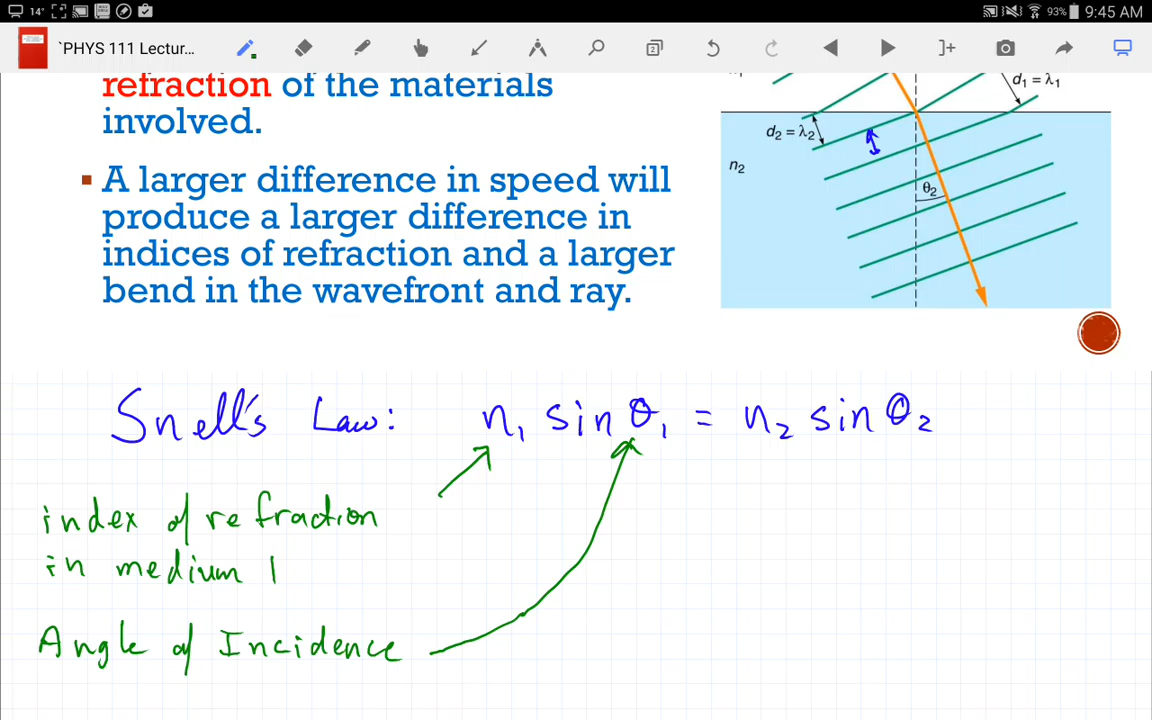 14°
93% 9:45 AM
`PHYS 111 Lectur...
2
refraction of the materials
involved.
A larger difference in speed will
produce a larger difference in
indices of refraction and a larger
bend in the wavefront and ray.
d₁ = λ₁
d₂ = λ₂
n₂
θ₂
Snell's Law: n₁ sin θ₁ = n₂ sin θ₂
index of refraction
in medium 1
Angle of Incidence